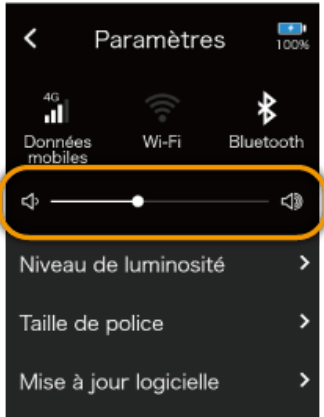 Paramètres
100%
4G
Données
mobiles
Wi-Fi
Bluetooth
Niveau de luminosité
Taille de police
Mise à jour logicielle